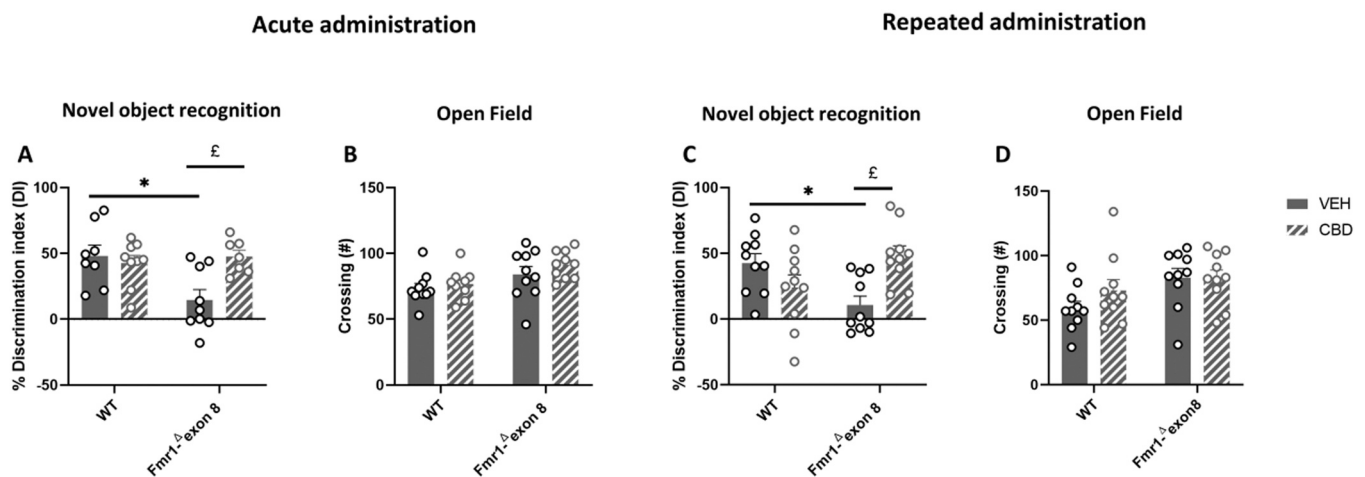 Acute administration
Repeated administration
Novel object recognition
Open Field
Novel object recognition
Open Field
A
% Discrimination index (DI)
100
50
0
-50
*
£
WT
Fmr1-Δexon 8
B
Crossing (#)
150
100
50
0
WT
Fmr1-Δexon 8
C
% Discrimination index (DI)
100
50
0
-50
*
£
WT
Fmr1-Δexon 8
D
Crossing (#)
150
100
50
0
WT
Fmr1-Δexon8
VEH
CBD